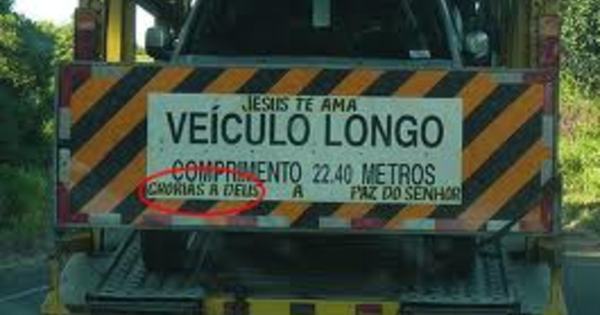 JESUS TE AMA
VEÍCULO LONGO
COMPRIMENTO 22.40 METROS
GRORIAS A DEUS A PAZ DO SENHOR